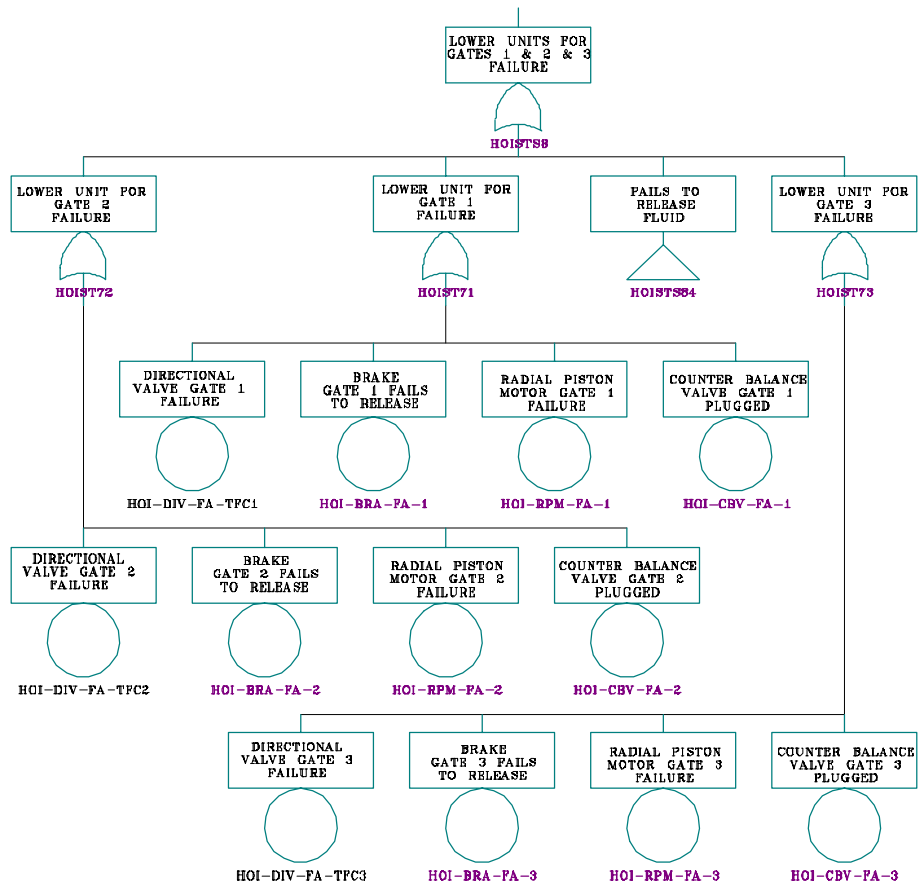 LOWER UNITS FOR
GATES 1 & 2 & 3
FAILURE
HOISTS8
LOWER UNIT FOR
GATE 2
FAILURE
HOIST72
LOWER UNIT FOR
GATE 1
FAILURE
HOIST71
FAILS TO
RELEASE
FLUID
HOISTS84
LOWER UNIT FOR
GATE 3
FAILURE
HOIST73
DIRECTIONAL
VALVE GATE 1
FAILURE
HOI-DIV-FA-TFC1
BRAKE
GATE 1 FAILS
TO RELEASE
HOI-BRA-FA-1
RADIAL PISTON
MOTOR GATE 1
FAILURE
HOI-RPM-FA-1
COUNTER BALANCE
VALVE GATE 1
PLUGGED
HOI-CBV-FA-1
DIRECTIONAL
VALVE GATE 2
FAILURE
HOI-DIV-FA-TFC2
BRAKE
GATE 2 FAILS
TO RELEASE
HOI-BRA-FA-2
RADIAL PISTON
MOTOR GATE 2
FAILURE
HOI-RPM-FA-2
COUNTER BALANCE
VALVE GATE 2
PLUGGED
HOI-CBV-FA-2
DIRECTIONAL
VALVE GATE 3
FAILURE
HOI-DIV-FA-TFC3
BRAKE
GATE 3 FAILS
TO RELEASE
HOI-BRA-FA-3
RADIAL PISTON
MOTOR GATE 3
FAILURE
HOI-RPM-FA-3
COUNTER BALANCE
VALVE GATE 3
PLUGGED
HOI-CBV-FA-3